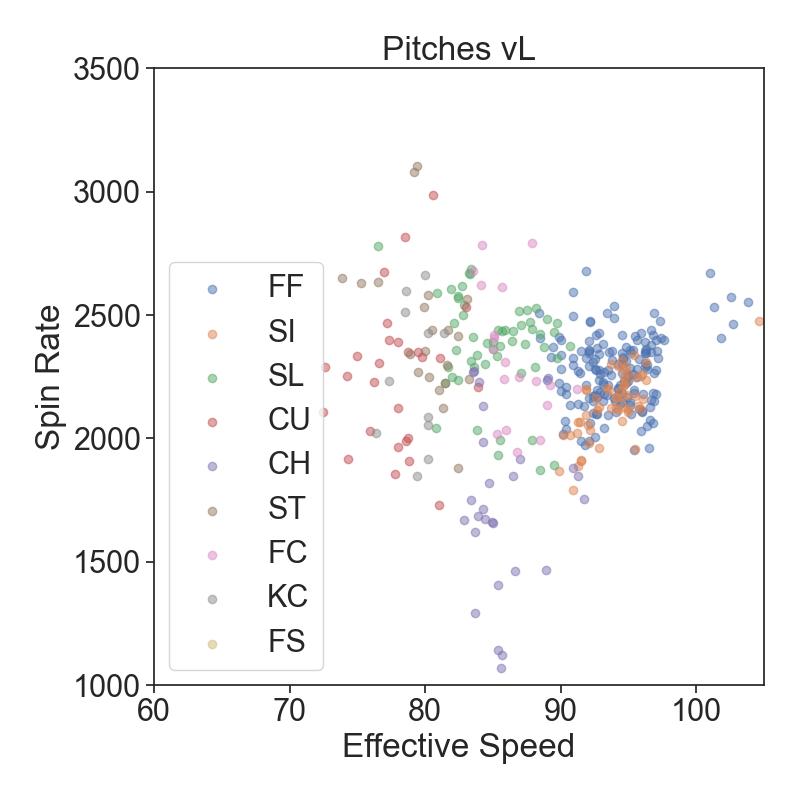 Pitches vL
3500
3000
2500
2000
1500
1000
Spin Rate
FF
SI
SL
CU
CH
ST
FC
KC
FS
60 70 80 90 100
Effective Speed